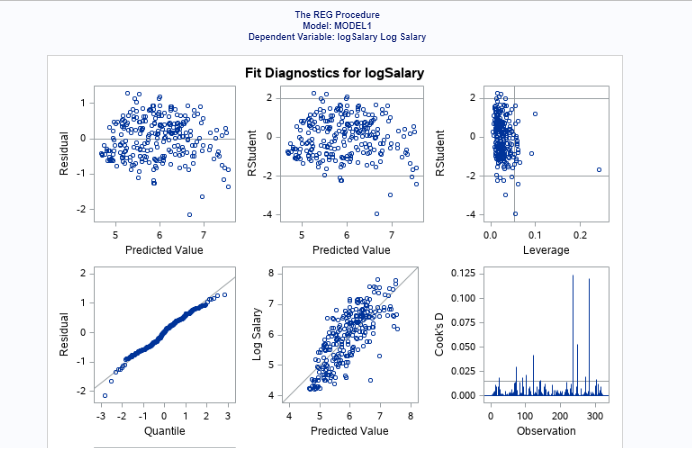 The REG Procedure
Model: MODEL1
Dependent Variable: logSalary Log Salary
Fit Diagnostics for logSalary
1
0
-1
-2
Residual
5 6 7
Predicted Value
2
0
-2
-4
RStudent
5 6 7
Predicted Value
2
0
-2
-4
RStudent
0.0 0.1 0.2
Leverage
2
1
0
-1
-2
Residual
-3 -2 -1 0 1 2 3
Quantile
8
7
6
5
4
Log Salary
4 5 6 7 8
Predicted Value
0.125
0.100
0.075
0.050
0.025
0.000
Cook's D
0 100 200 300
Observation